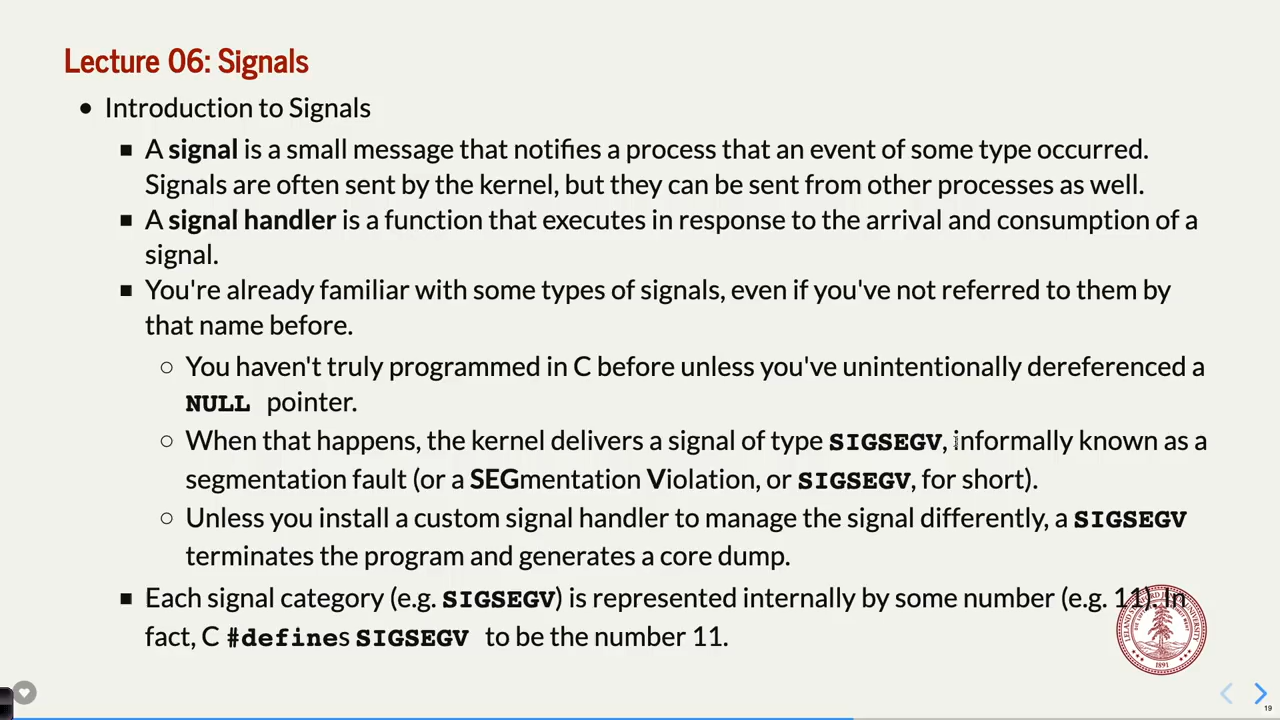 Lecture 06: Signals
• Introduction to Signals
▪ A signal is a small message that notifies a process that an event of some type occurred.
Signals are often sent by the kernel, but they can be sent from other processes as well.
▪ A signal handler is a function that executes in response to the arrival and consumption of a
signal.
▪ You're already familiar with some types of signals, even if you've not referred to them by
that name before.
○ You haven't truly programmed in C before unless you've unintentionally dereferenced a
NULL pointer.
○ When that happens, the kernel delivers a signal of type SIGSEGV, informally known as a
segmentation fault (or a SEGmentation Violation, or SIGSEGV, for short).
○ Unless you install a custom signal handler to manage the signal differently, a SIGSEGV
terminates the program and generates a core dump.
▪ Each signal category (e.g. SIGSEGV) is represented internally by some number (e.g. 11). In
fact, C #defines SIGSEGV to be the number 11.
1891
19